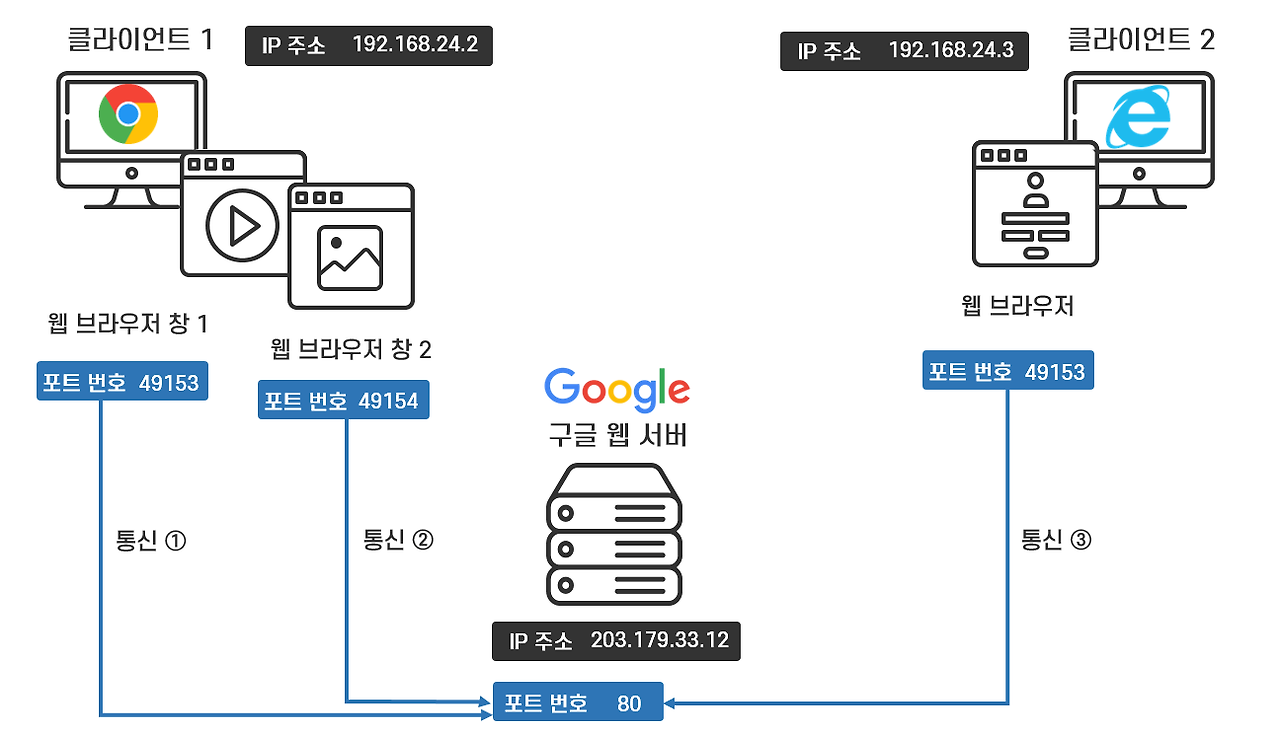 클라이언트 1
IP 주소 192.168.24.2
IP 주소 192.168.24.3
클라이언트 2
웹 브라우저 창 1
포트 번호 49153
웹 브라우저 창 2
포트 번호 49154
웹 브라우저
포트 번호 49153
Google
구글 웹 서버
통신 ①
통신 ②
통신 ③
IP 주소 203.179.33.12
포트 번호 80